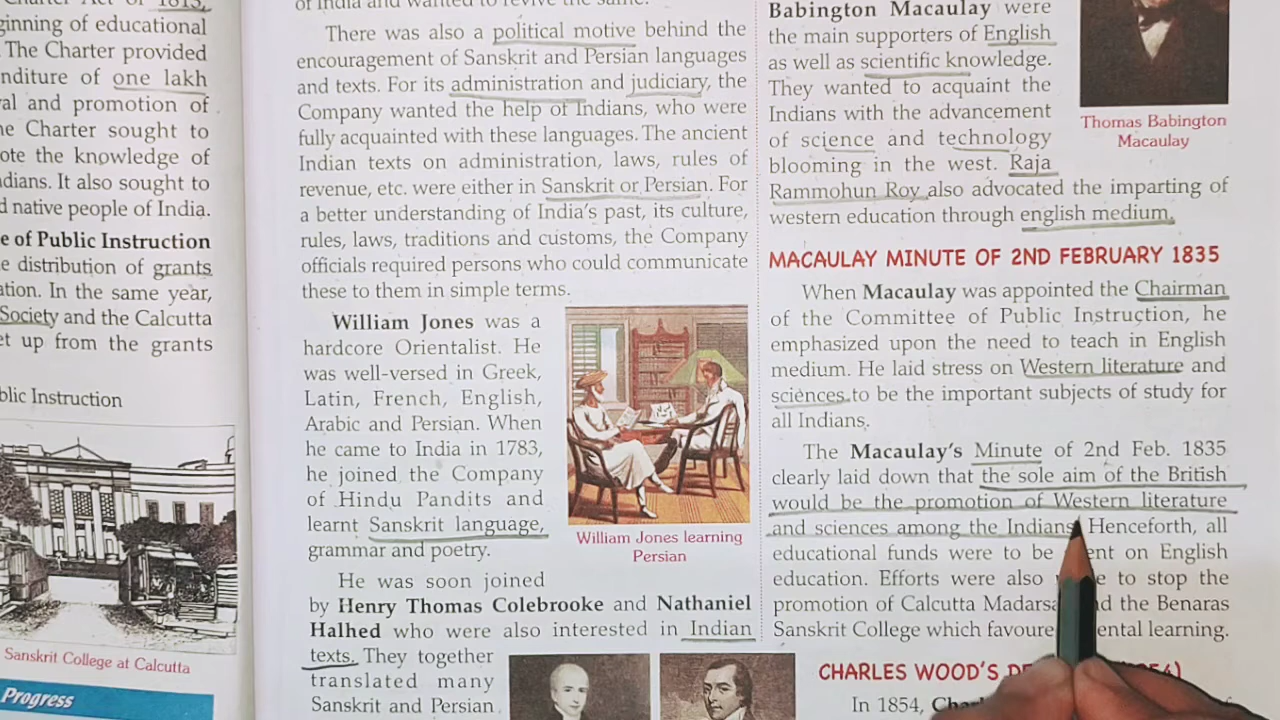 1813,
ginning of educational
The Charter provided
nditure of one lakh
al and promotion of
e Charter sought to
ote the knowledge of
dians. It also sought to
d native people of India.
e of Public Instruction
e distribution of grants
ation. In the same year,
Society and the Calcutta
et up from the grants
blic Instruction
Sanskrit College at Calcutta
Progress
of India and wanted to revive the same.
There was also a political motive behind the
encouragement of Sanskrit and Persian languages
and texts. For its administration and judiciary, the
Company wanted the help of Indians, who were
fully acquainted with these languages. The ancient
Indian texts on administration, laws, rules of
revenue, etc. were either in Sanskrit or Persian. For
a better understanding of India's past, its culture,
rules, laws, traditions and customs, the Company
officials required persons who could communicate
these to them in simple terms.
William Jones was a
hardcore Orientalist. He
was well-versed in Greek,
Latin, French, English,
Arabic and Persian. When
he came to India in 1783,
he joined the Company
of Hindu Pandits and
learnt Sanskrit language,
grammar and poetry.
William Jones learning
Persian
He was soon joined
by Henry Thomas Colebrooke and Nathaniel
Halhed who were also interested in Indian
texts. They together
translated many
Sanskrit and Persian
Babington Macaulay were
the main supporters of English
as well as scientific knowledge.
They wanted to acquaint the
Indians with the advancement
of science and technology
blooming in the west. Raja
Rammohun Roy also advocated the imparting of
western education through english medium.
Thomas Babington
Macaulay
MACAULAY MINUTE OF 2ND FEBRUARY 1835
When Macaulay was appointed the Chairman
of the Committee of Public Instruction, he
emphasized upon the need to teach in English
medium. He laid stress on Western literature and
sciences to be the important subjects of study for
all Indians.
The Macaulay's Minute of 2nd Feb. 1835
clearly laid down that the sole aim of the British
would be the promotion of Western literature
and sciences among the Indians. Henceforth, all
educational funds were to be ent on English
education. Efforts were also to stop the
promotion of Calcutta Madarsa d the Benaras
Sanskrit College which favoure ental learning.
CHARLES WOOD'S
In 1854,